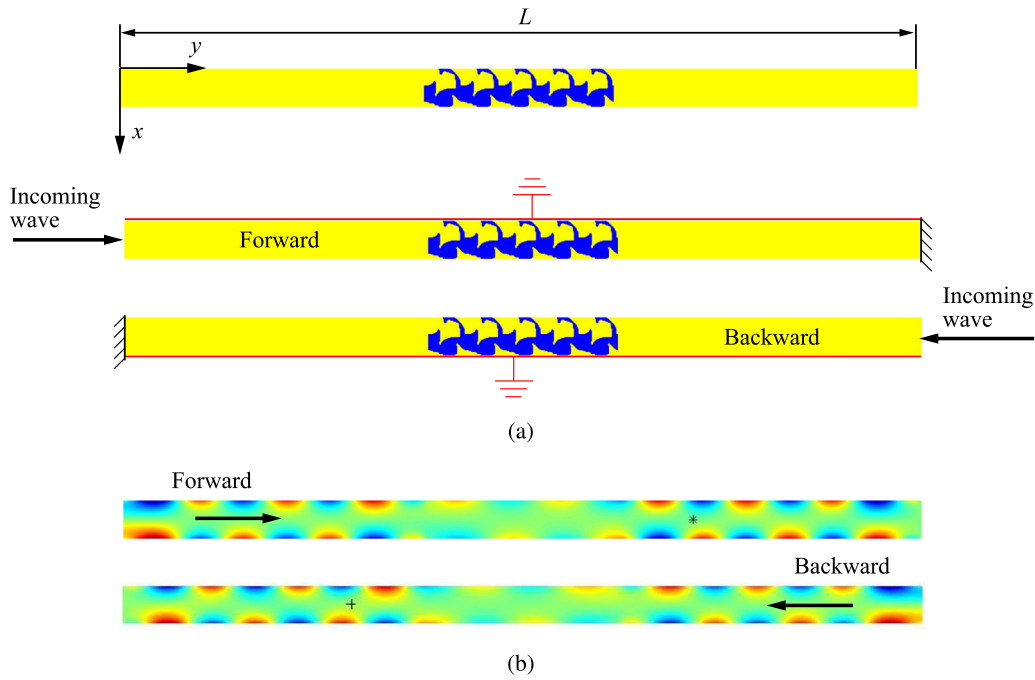 L
y
x
Incoming
wave
Forward
Incoming
wave
Backward
(a)
Forward
*
Backward
+
(b)